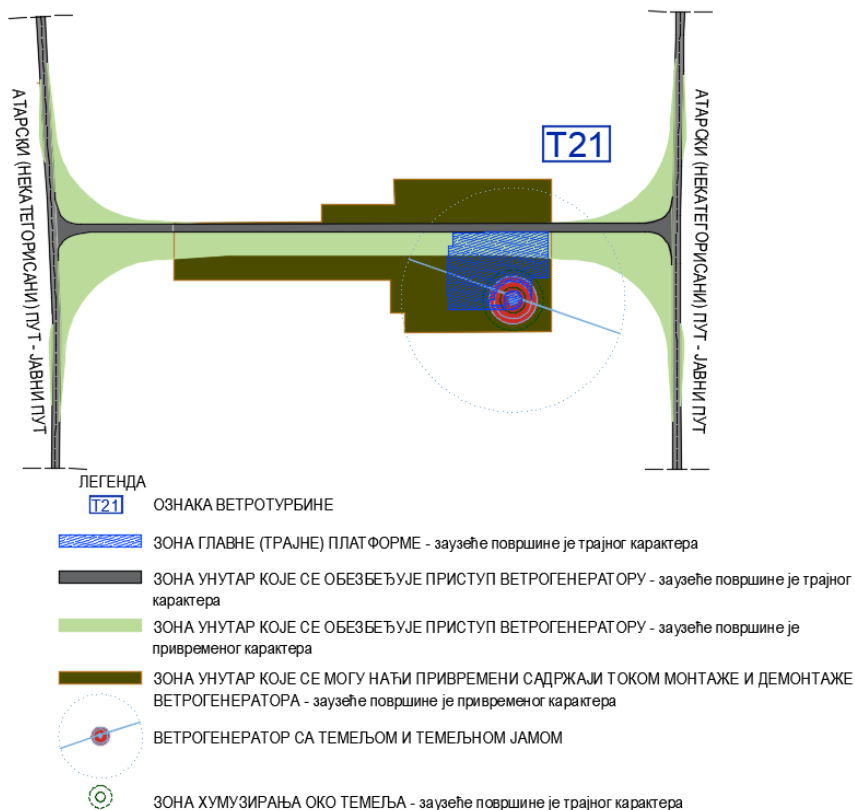 T21
АТАРСКИ (НЕКАТЕГОРИСАНИ) ПУТ - ЈАВНИ ПУТ
АТАРСКИ (НЕКАТЕГОРИСАНИ) ПУТ - ЈАВНИ ПУТ
ЛЕГЕНДА
T21
ОЗНАКА ВЕТРОТУРБИНЕ
ЗОНА ГЛАВНЕ (ТРАЈНЕ) ПЛАТФОРМЕ - заузеће површине је трајног карактера
ЗОНА УНУТАР КОЈЕ СЕ ОБЕЗБЕЂУЈЕ ПРИСТУП ВЕТРОГЕНЕРАТОРУ - заузеће површине је трајног
карактера
ЗОНА УНУТАР КОЈЕ СЕ ОБЕЗБЕЂУЈЕ ПРИСТУП ВЕТРОГЕНЕРАТОРУ - заузеће површине је
привременог карактера
ЗОНА УНУТАР КОЈЕ СЕ МОГУ НАЋИ ПРИВРЕМЕНИ САДРЖАЈИ ТОКОМ МОНТАЖЕ И ДЕМОНТАЖЕ
ВЕТРОГЕНЕРАТОРА - заузеће површине је привременог карактера
ВЕТРОГЕНЕРАТОР СА ТЕМЕЉОМ И ТЕМЕЉНОМ ЈАМОМ
ЗОНА ХУМУЗИРАЊА ОКО ТЕМЕЉА - заузеће површине је трајног карактера